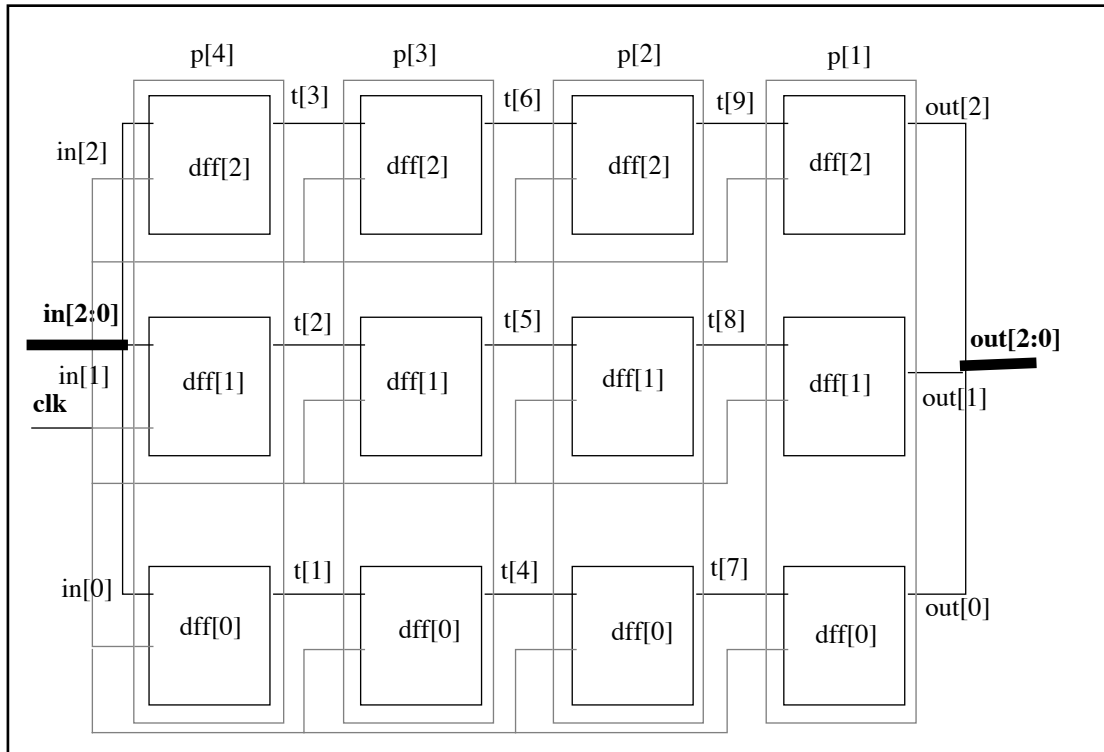 p[4] p[3] p[2] p[1]
t[3] t[6] t[9] out[2]
in[2]
dff[2] dff[2] dff[2] dff[2]
in[2:0] t[2] t[5] t[8] out[2:0]
in[1] dff[1] dff[1] dff[1] dff[1]
clk out[1]
in[0] t[1] t[4] t[7] out[0]
dff[0] dff[0] dff[0] dff[0]